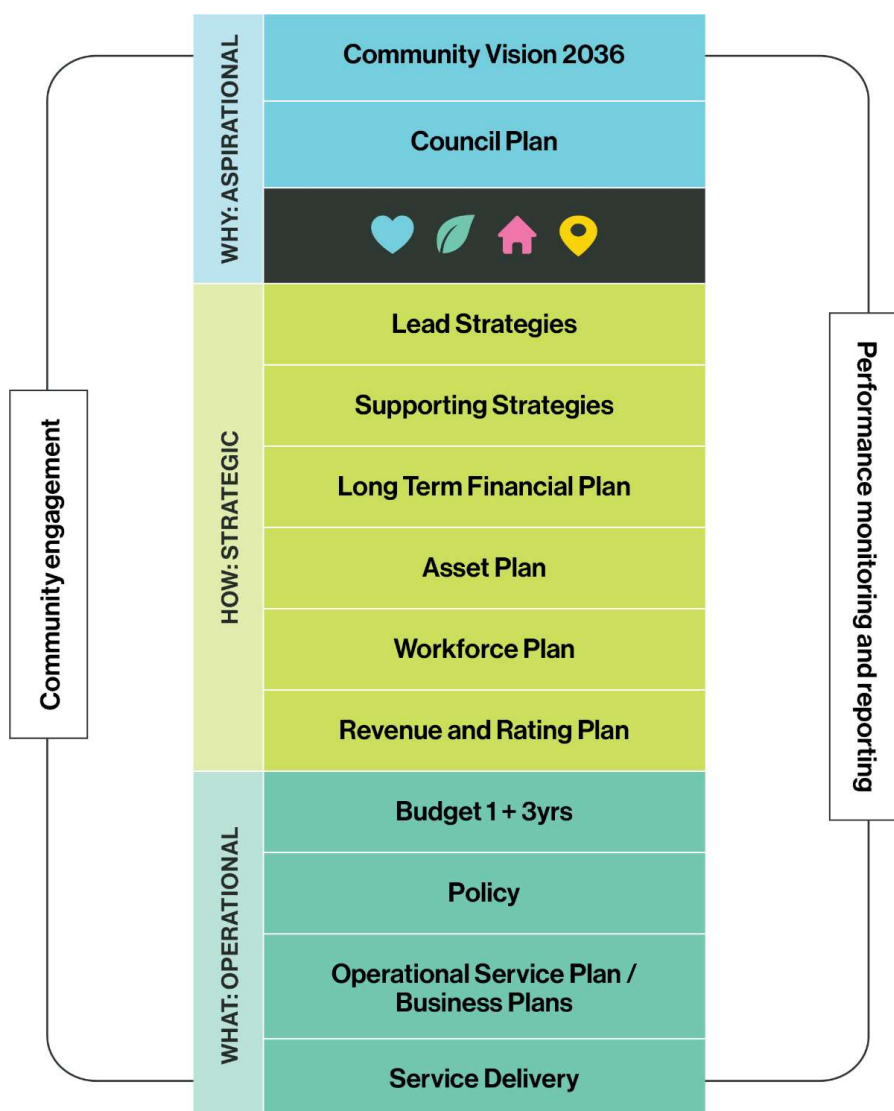 WHY: ASPIRATIONAL
Community Vision 2036
Council Plan
HOW: STRATEGIC
Lead Strategies
Supporting Strategies
Long Term Financial Plan
Asset Plan
Workforce Plan
Revenue and Rating Plan
WHAT: OPERATIONAL
Budget 1 + 3yrs
Policy
Operational Service Plan /
Business Plans
Service Delivery
Community engagement
Performance monitoring and reporting